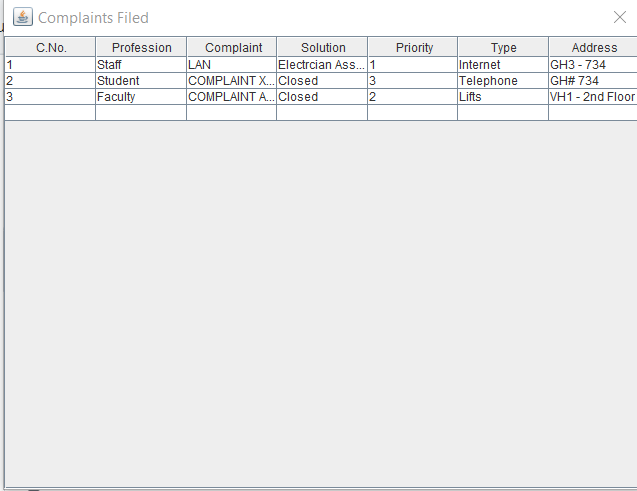 Complaints Filed
C.No. Profession Complaint Solution Priority Type Address
1 Staff LAN Electrcian Ass... 1 Internet GH3 - 734
2 Student COMPLAINT X... Closed 3 Telephone GH# 734
3 Faculty COMPLAINT A... Closed 2 Lifts VH1 - 2nd Floor